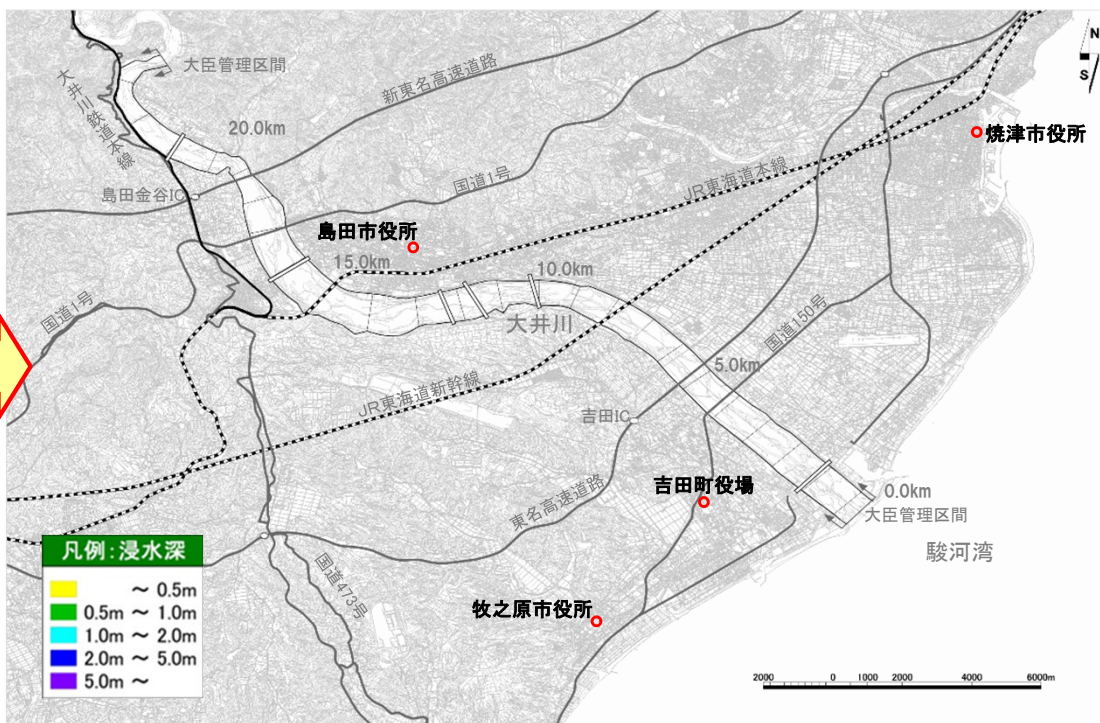 N
S
大臣管理区間
新東名高速道路
大井川鉄道本線
20.0km
焼津市役所
JR東海道本線
国道1号
島田金谷IC
島田市役所
15.0km
10.0km
国道1号
大井川
国道150号
5.0km
JR東海道新幹線
吉田IC
吉田町役場
0.0km
大臣管理区間
東名高速道路
駿河湾
凡例:浸水深
~ 0.5m
0.5m ~ 1.0m
1.0m ~ 2.0m
2.0m ~ 5.0m
5.0m ~
国道473号
牧之原市役所
2000 0 1000 2000 4000 6000m